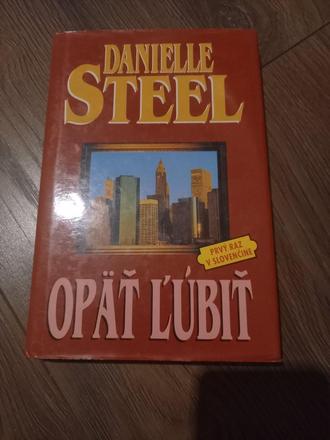 DANIELLE
STEEL
PRVÝ RAZ
V SLOVENČINE
OPÄŤ ĽÚBIŤ